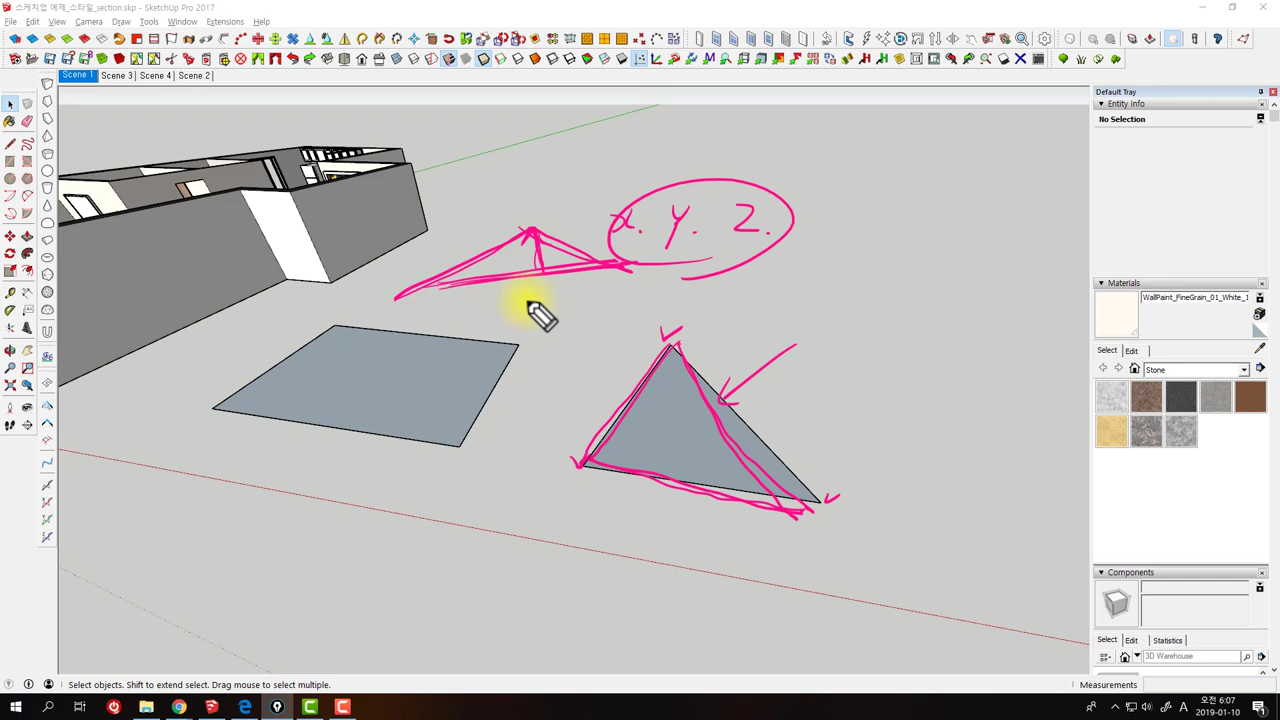 스케치업 예제_스타일_section.skp - SketchUp Pro 2017
File Edit View Camera Draw Tools Window Extensions Help
Scene 1 Scene 3 Scene 4 Scene 2
Default Tray
Entity Info
No Selection
x. y. z.
Materials
WallPaint_FineGrain_01_White_1
Select Edit
Stone
Components
Select Edit Statistics
3D Warehouse
Select objects. Shift to extend select. Drag mouse to select multiple.
Measurements
오전 6:07
2019-01-10